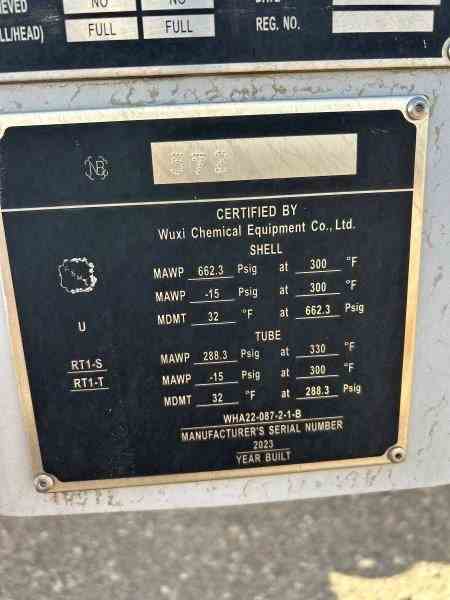 NO NO
FULL FULL
REG. NO.
NB
CERTIFIED BY
Wuxi Chemical Equipment Co., Ltd.
SHELL
MAWP 662.3 Psig at 300 °F
MAWP -15 Psig at 300 °F
MDMT 32 °F at 662.3 Psig
U
TUBE
RT1-S
RT1-T
MAWP 288.3 Psig at 330 °F
MAWP -15 Psig at 300 °F
MDMT 32 °F at 288.3 Psig
WHA22-087-2-1-B
MANUFACTURER'S SERIAL NUMBER
2023
YEAR BUILT